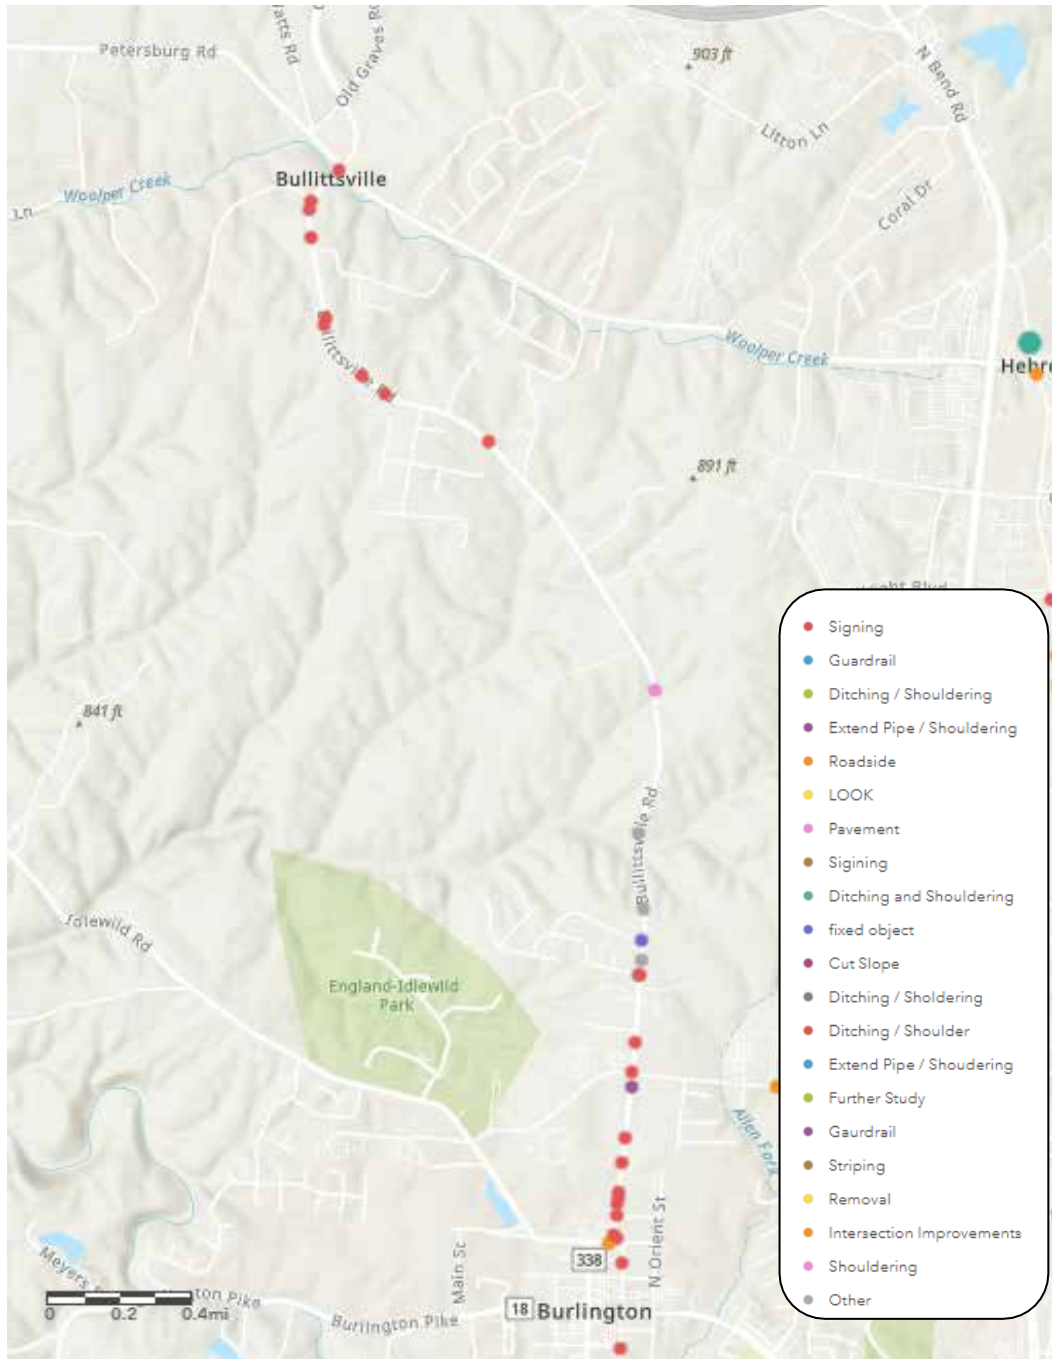 Petersburg Rd
Old Graves Rd
903 ft
N Bend Rd
Litton Ln
Bullittsville
Woolper Creek
Ln
Coral Dr
Woolper Creek
891 ft
841 ft
Bullittsville Rd
Idlewild Rd
England-Idlewild
Park
Allen Fork
N Orient St
Main St
338
18 Burlington
Burlington Pike
0 0.2 0.4mi
Signing
Guardrail
Ditching / Shouldering
Extend Pipe / Shouldering
Roadside
LOOK
Pavement
Sigining
Ditching and Shouldering
fixed object
Cut Slope
Ditching / Sholdering
Ditching / Shoulder
Extend Pipe / Shoudering
Further Study
Gaurdrail
Striping
Removal
Intersection Improvements
Shouldering
Other